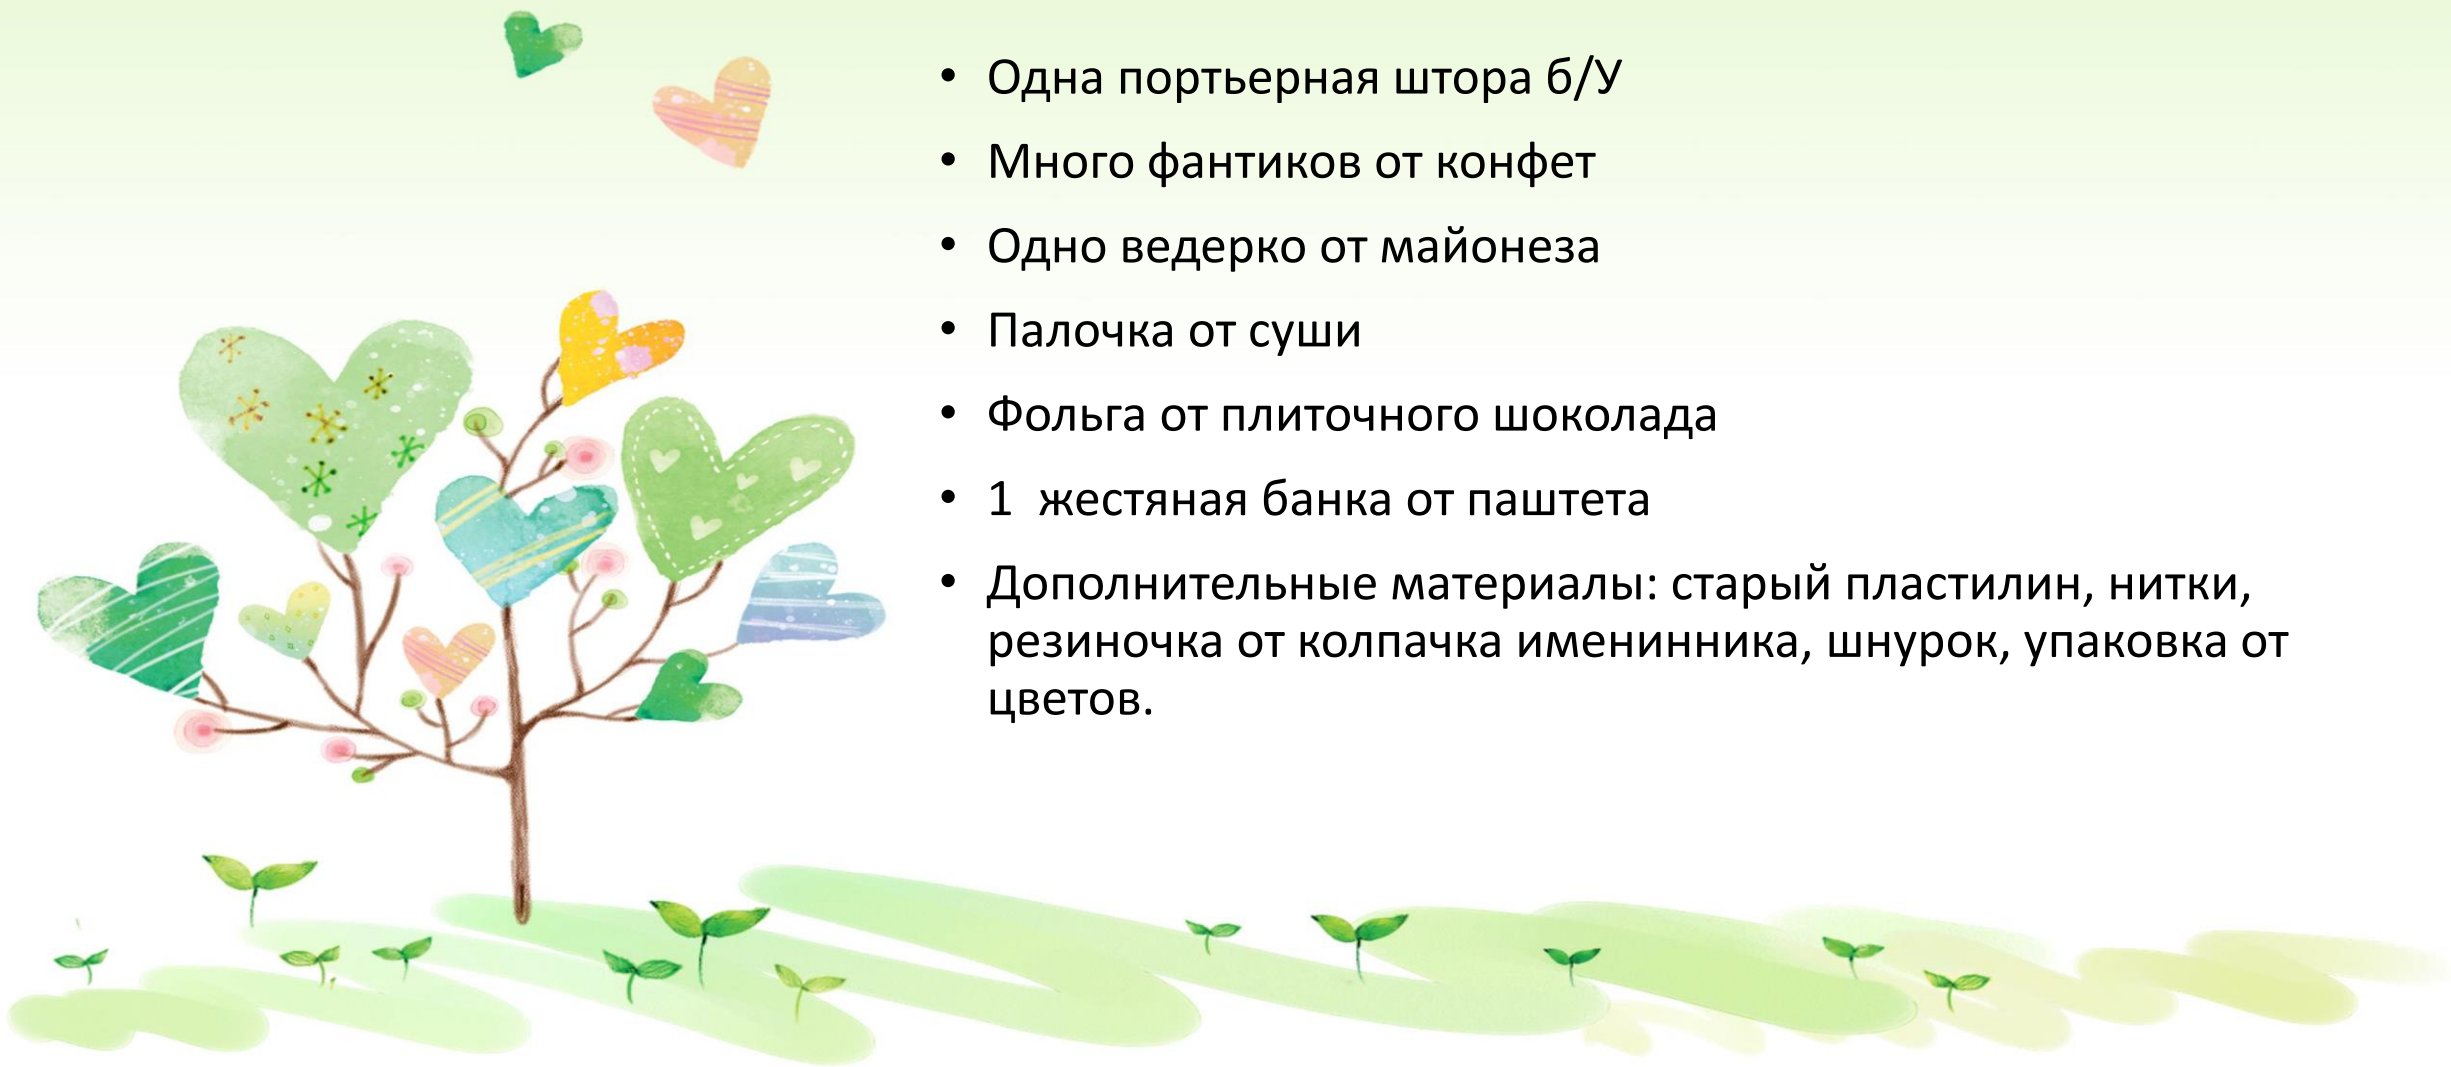 • Одна портьерная штора б/У
• Много фантиков от конфет
• Одно ведерко от майонеза
• Палочка от суши
• Фольга от плиточного шоколада
• 1  жестяная банка от паштета
• Дополнительные материалы: старый пластилин, нитки,
резиночка от колпачка именинника, шнурок, упаковка от
цветов.